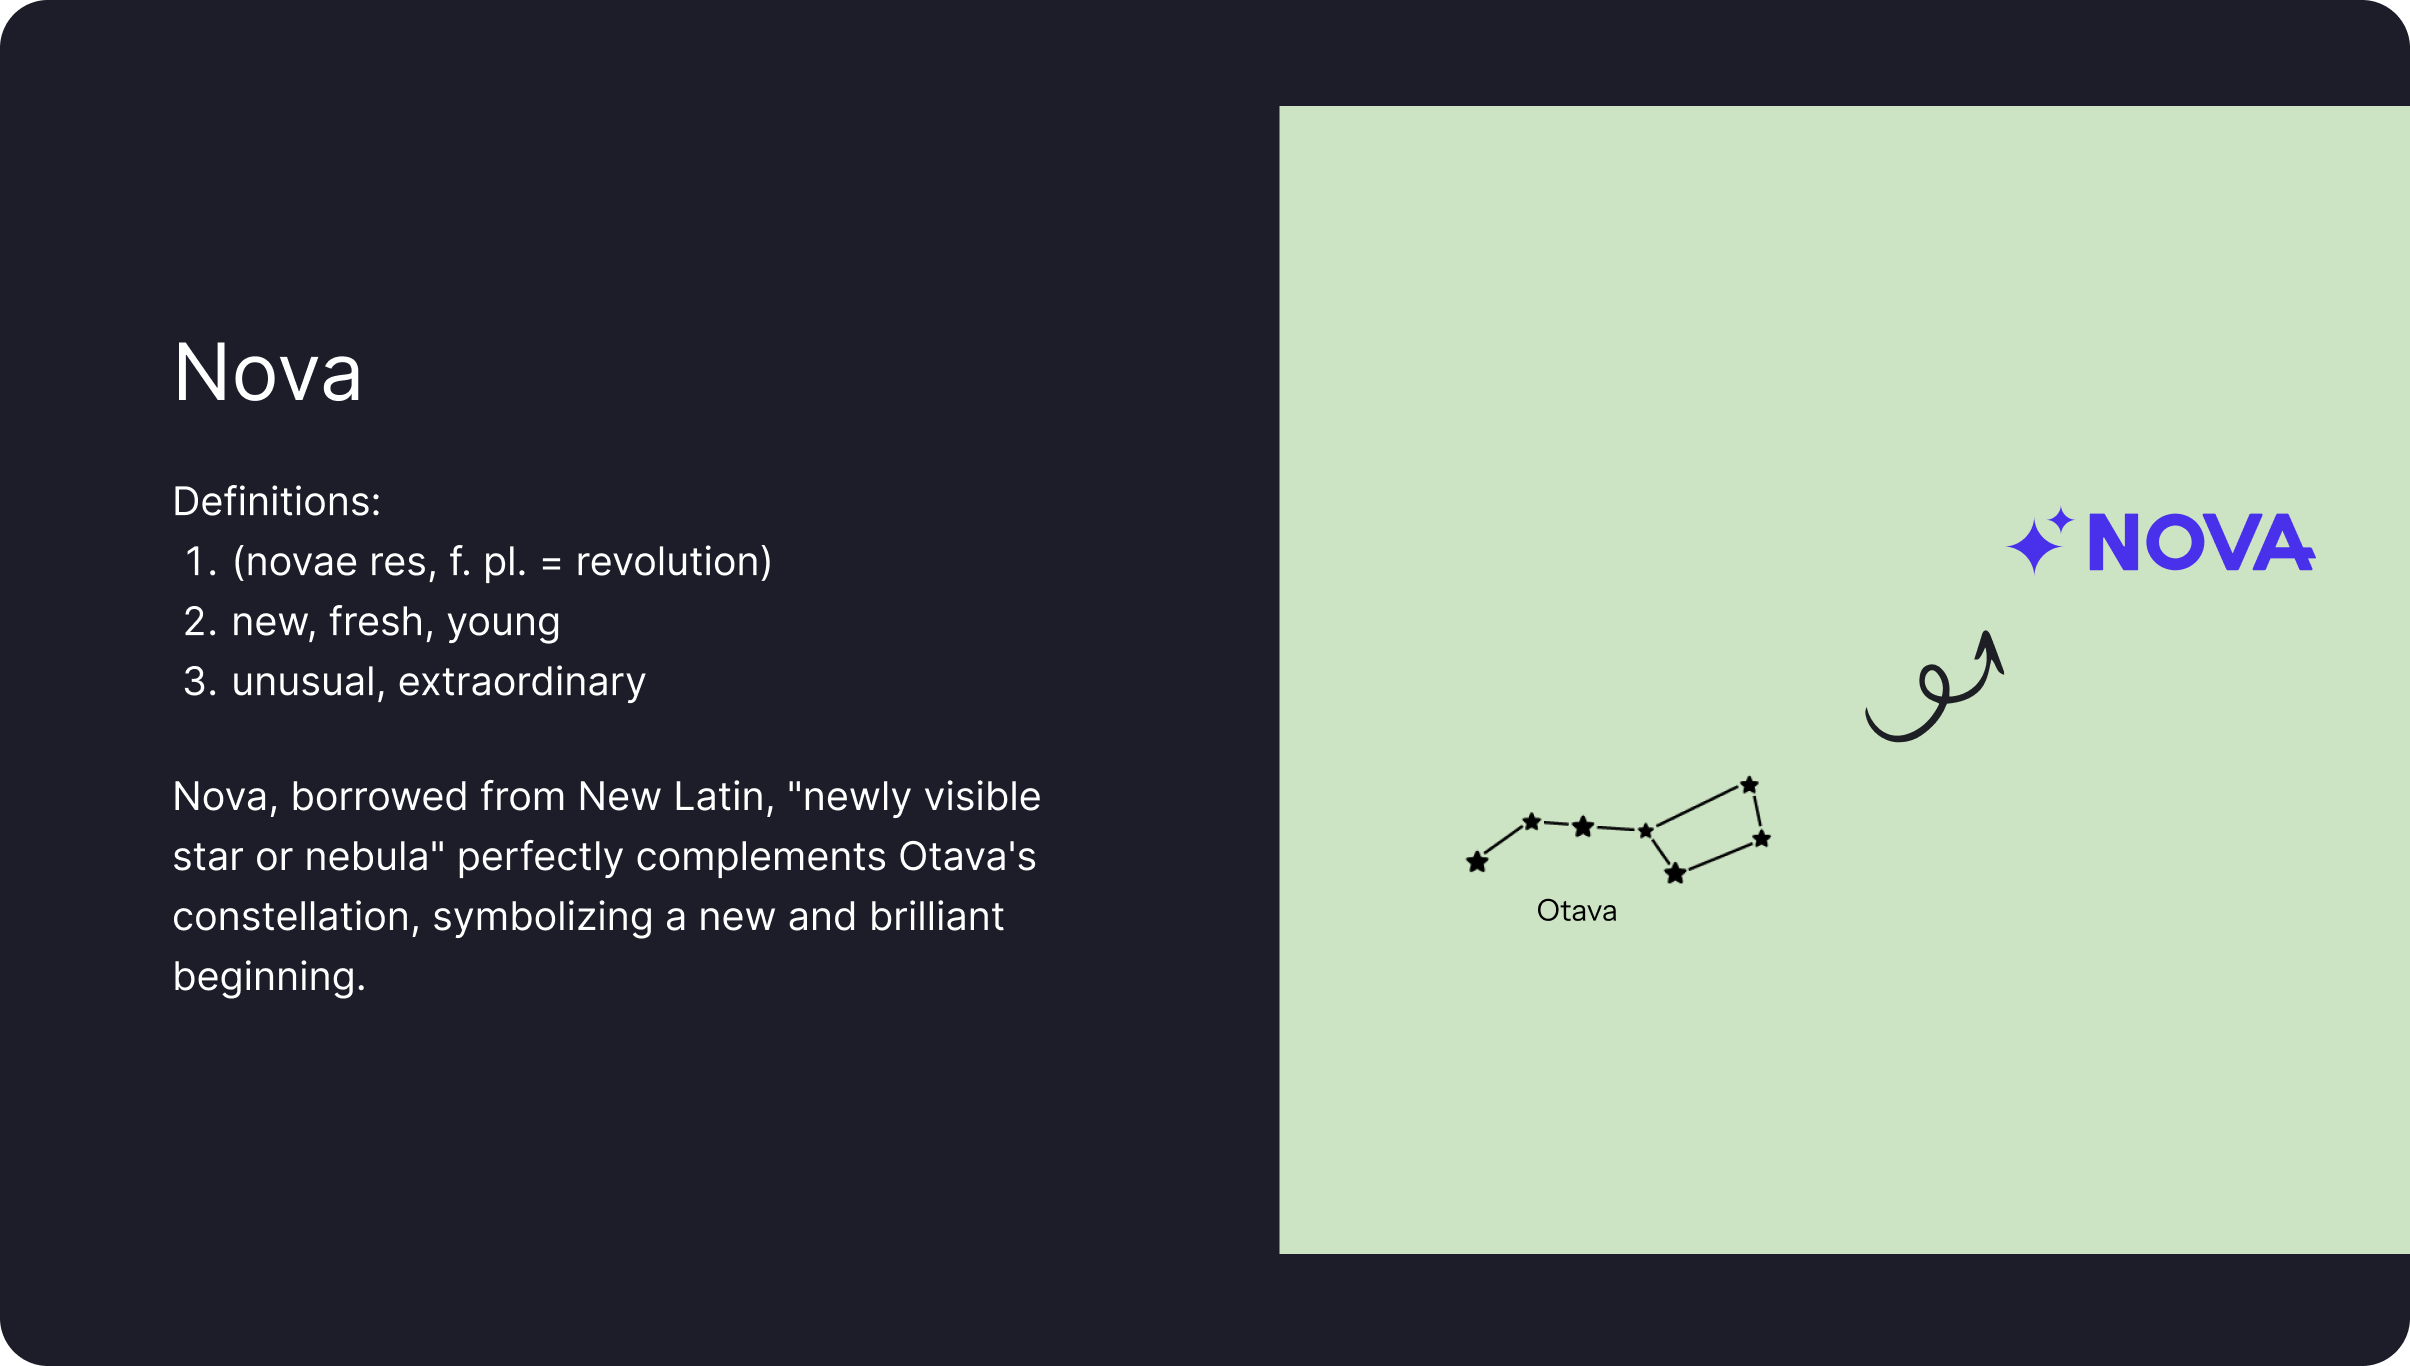 Nova
Definitions:
1. (novae res, f. pl. = revolution)
2. new, fresh, young
3. unusual, extraordinary
Nova, borrowed from New Latin, "newly visible
star or nebula" perfectly complements Otava's
constellation, symbolizing a new and brilliant
beginning.
NOVA
Otava